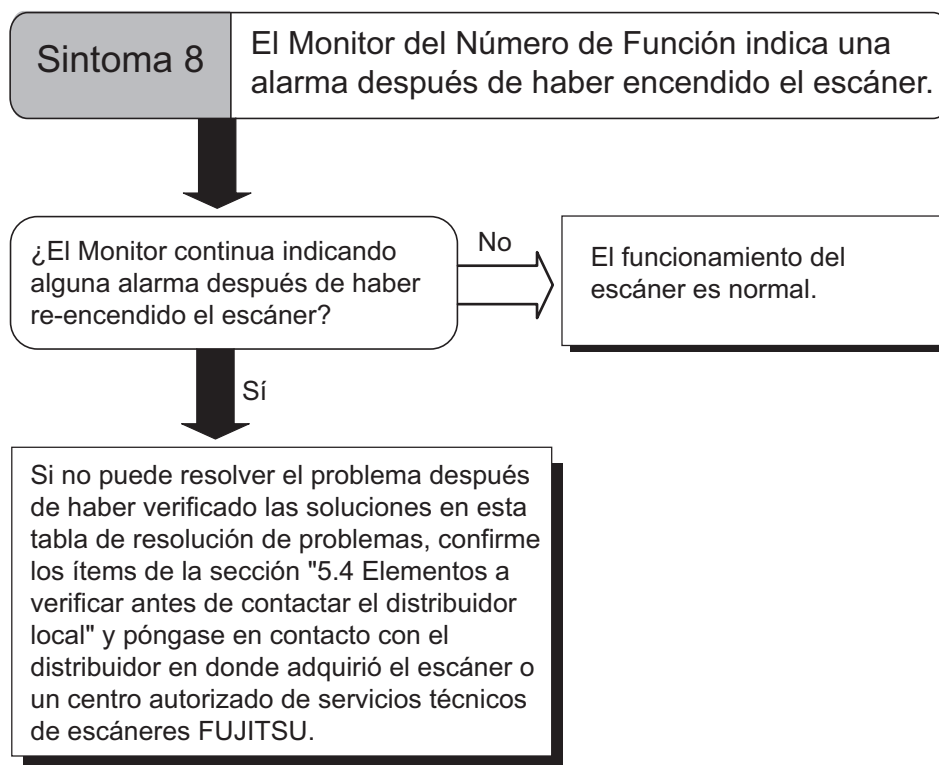 Sintoma 8
El Monitor del Número de Función indica una
alarma después de haber encendido el escáner.
¿El Monitor continua indicando
alguna alarma después de haber
re-encendido el escáner?
No
El funcionamiento del
escáner es normal.
Sí
Si no puede resolver el problema después
de haber verificado las soluciones en esta
tabla de resolución de problemas, confirme
los ítems de la sección "5.4 Elementos a
verificar antes de contactar el distribuidor
local" y póngase en contacto con el
distribuidor en donde adquirió el escáner o
un centro autorizado de servicios técnicos
de escáneres FUJITSU.